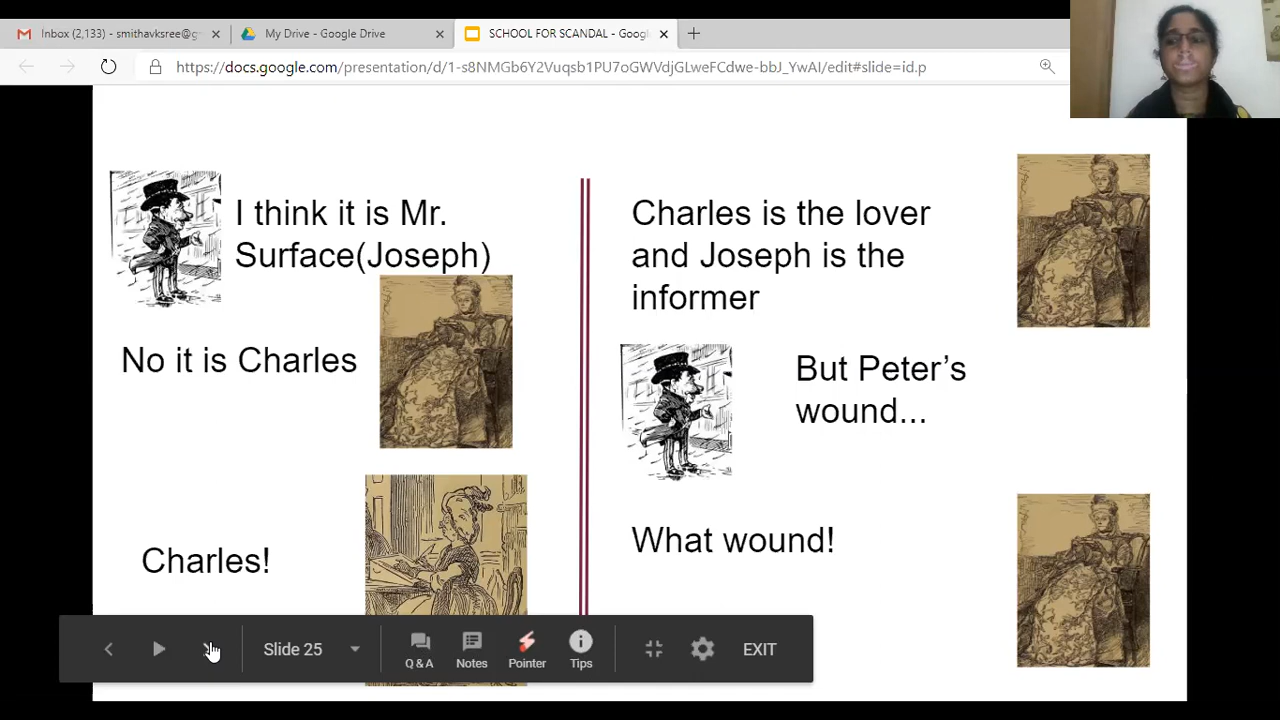 Inbox (2,133) - smithavksree@g
My Drive - Google Drive
SCHOOL FOR SCANDAL - Goog
https://docs.google.com/presentation/d/1-s8NMGb6Y2Vuqsb1PU7oGWVdjGLweFCdwe-bbJ_YwAI/edit#slide=id.p
I think it is Mr.
Surface(Joseph)
No it is Charles
Charles!
Charles is the lover
and Joseph is the
informer
But Peter's
wound...
What wound!
Slide 25
Q & A
Notes
Pointer
Tips
EXIT